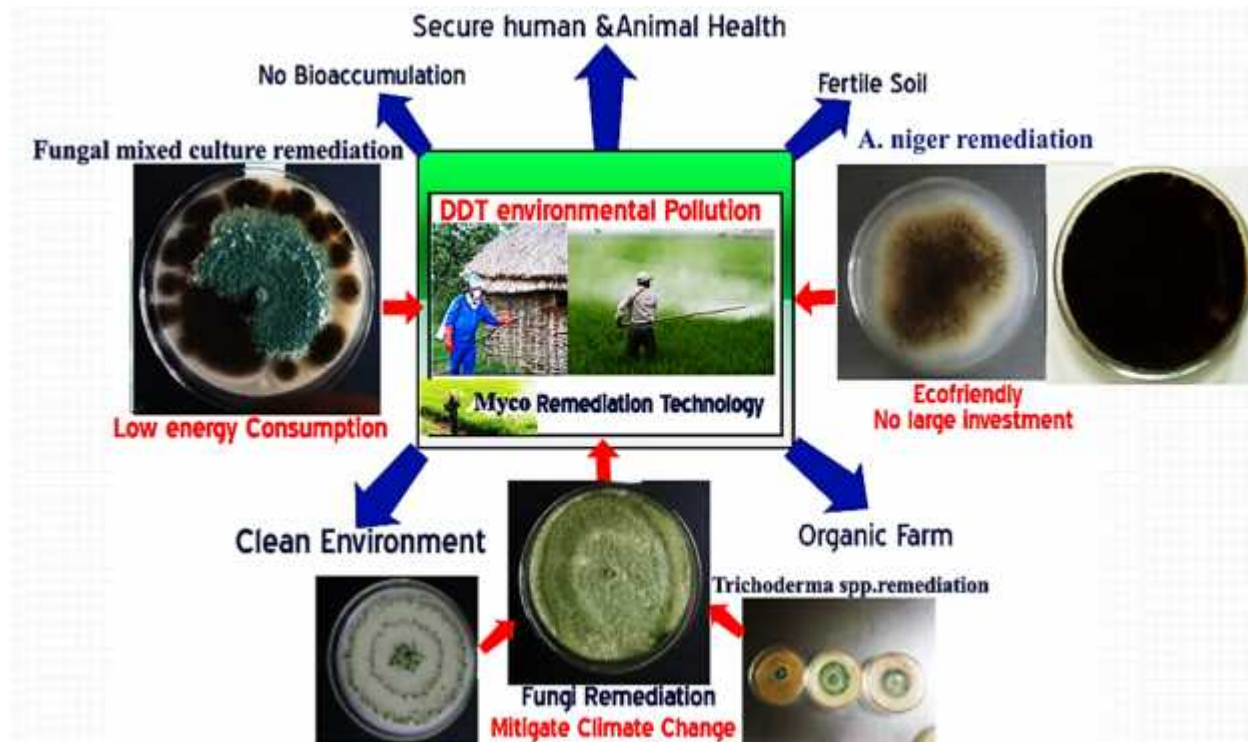 Secure human &Animal Health
No Bioaccumulation
Fertile Soil
Fungal mixed culture remediation
A. niger remediation
DDT environmental Pollution
Myco Remediation Technology
Low energy Consumption
Ecofriendly
No large investment
Clean Environment
Organic Farm
Trichoderma spp.remediation
Fungi Remediation
Mitigate Climate Change